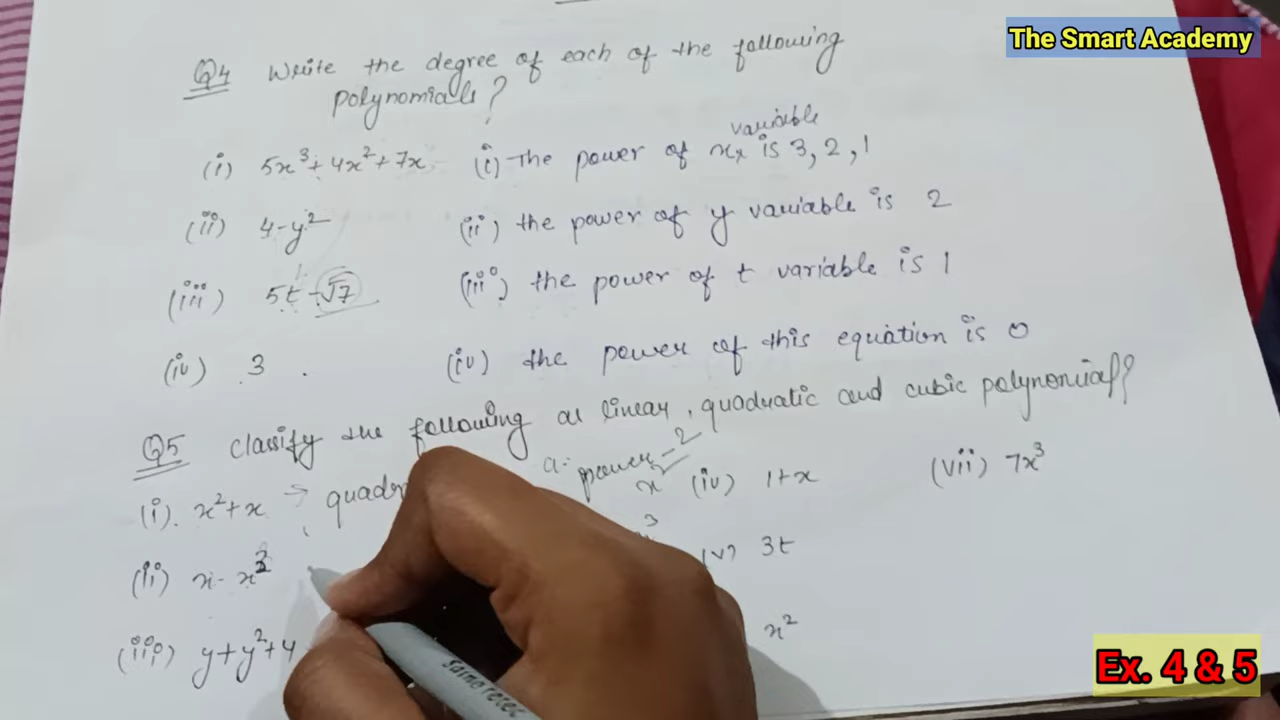 The Smart Academy
Q4 Write the degree of each of the following
polynomials?
variable
(i) 5x³+4x²+7x (i) the power of x is 3, 2, 1
(ii) 4-y² (ii) the power of y variable is 2
(iii) 5t-√7 (iii) the power of t variable is 1
(iv) 3. (iv) the power of this equation is 0
Q5 Classify the following as linear, quadratic and cubic polynomial?
power-2
(i). x²+x → quadr x (iv) 1+x (vii) 7x³
(ii) x- 3 (v) 3t
(iii) y+y²+4 x²
Ex. 4 & 5